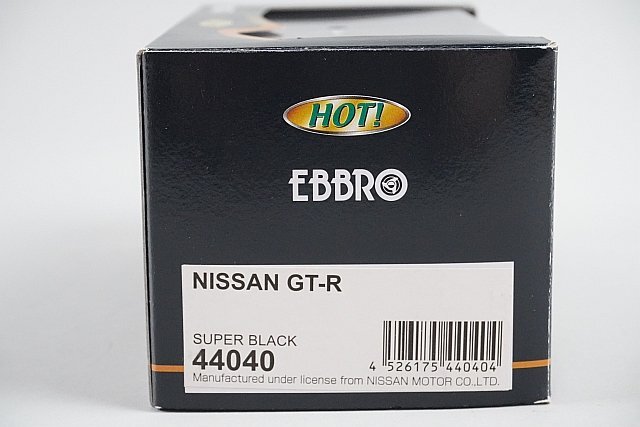 HOT!
EBBRO
NISSAN GT-R
SUPER BLACK
44040
4 526175 440404
Manufactured under license from NISSAN MOTOR CO.,LTD.